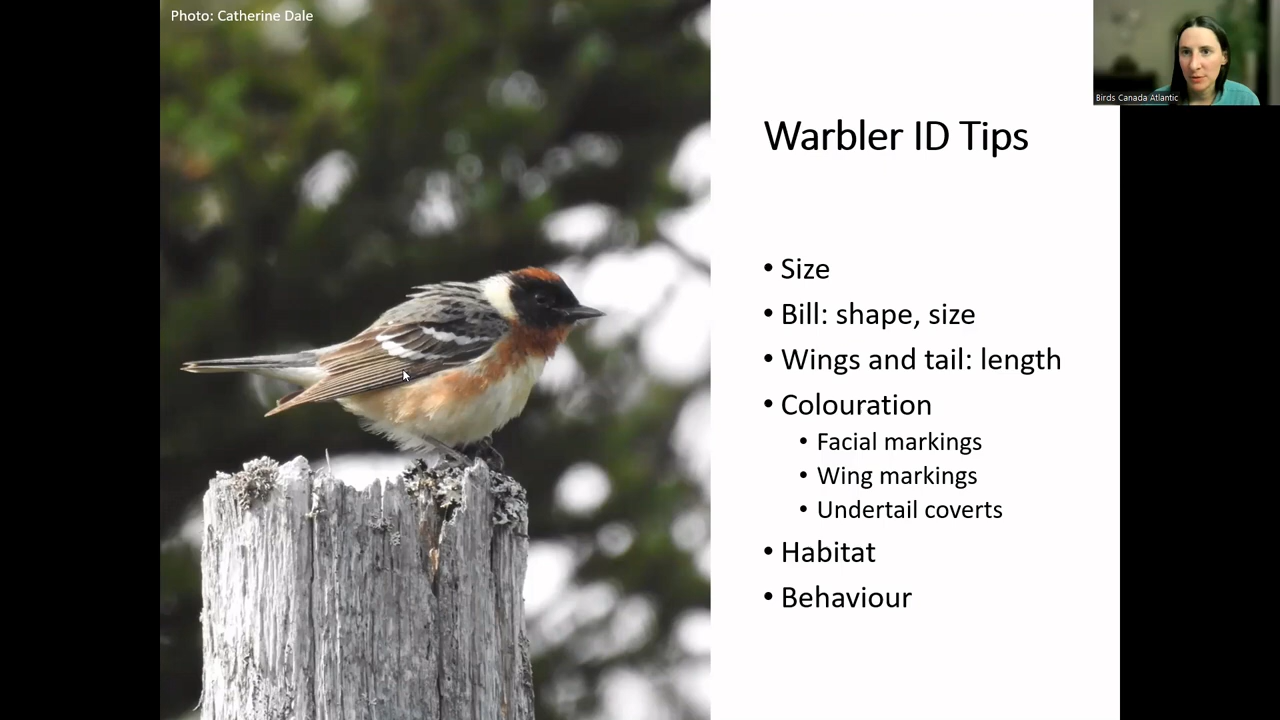 Photo: Catherine Dale
Birds Canada Atlantic
Warbler ID Tips
• Size
• Bill: shape, size
• Wings and tail: length
• Colouration
• Facial markings
• Wing markings
• Undertail coverts
• Habitat
• Behaviour